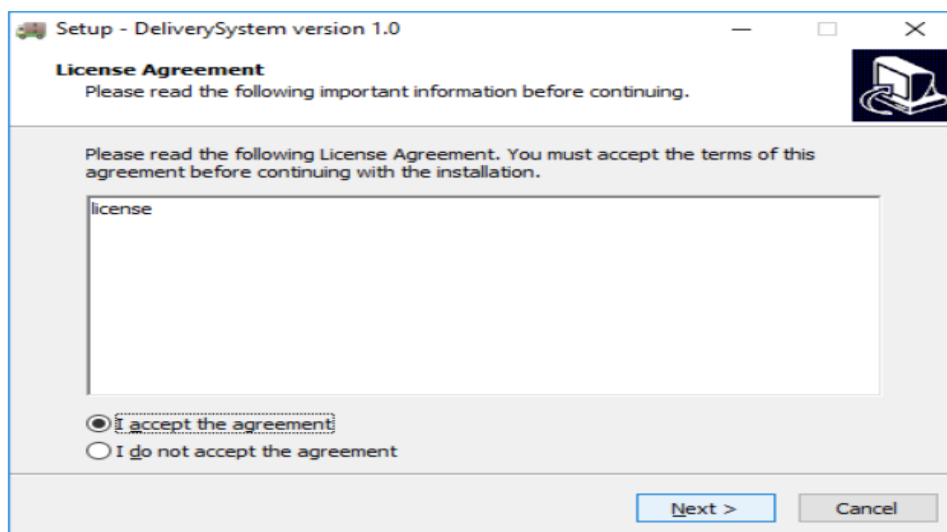 Setup - DeliverySystem version 1.0
License Agreement
Please read the following important information before continuing.
Please read the following License Agreement. You must accept the terms of this
agreement before continuing with the installation.
license
I accept the agreement
I do not accept the agreement
Next >
Cancel